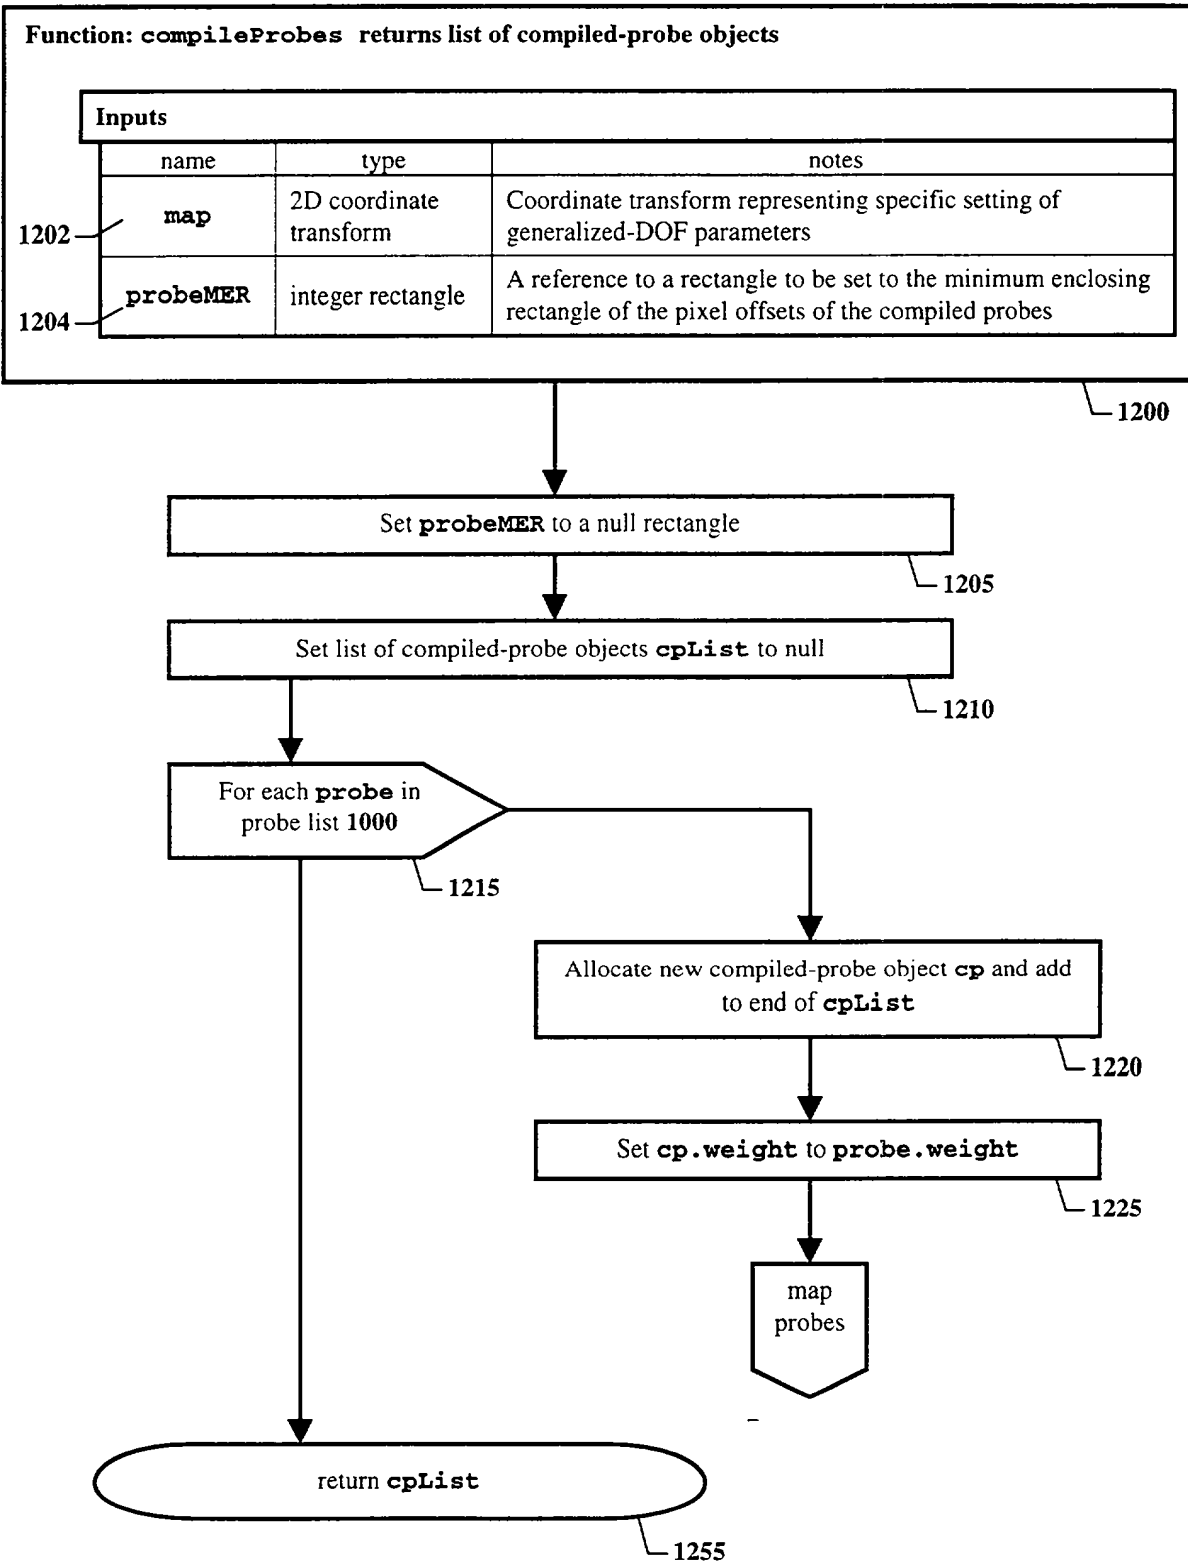 Function: compileProbes returns list of compiled-probe objects
Inputs
name type notes
1202
map
2D coordinate
transform
Coordinate transform representing specific setting of
generalized-DOF parameters
1204
probeMER
integer rectangle
A reference to a rectangle to be set to the minimum enclosing
rectangle of the pixel offsets of the compiled probes
1200
Set probeMER to a null rectangle
1205
Set list of compiled-probe objects cpList to null
1210
For each probe in
probe list 1000
1215
Allocate new compiled-probe object cp and add
to end of cpList
1220
Set cp.weight to probe.weight
1225
map
probes
return cpList
1255